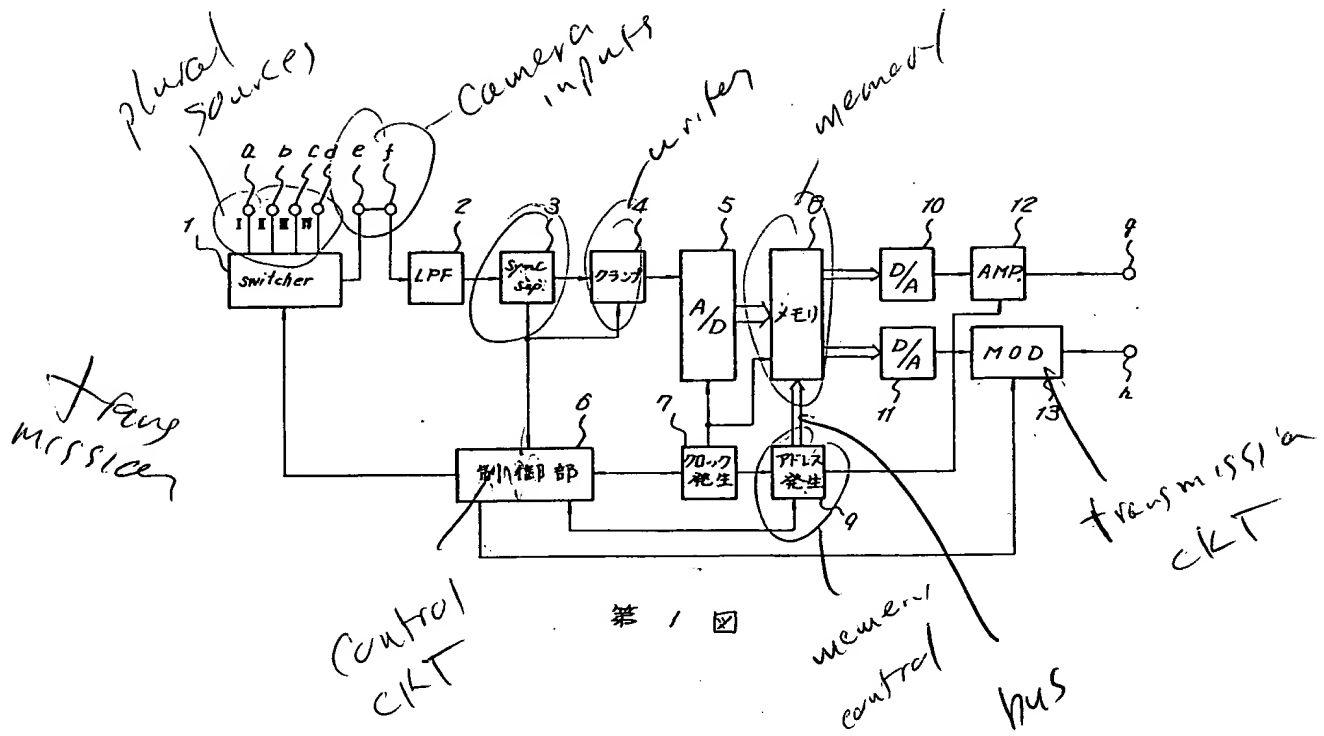 plural
sources
camera
inputs
writer
memory
a b c d e f
I II III IV
1 2 3 4 5 8 10 12
switcher
LPF
Sync
Sep.
クランプ
A/D
メモリ
D/A
AMP.
g
D/A
11
MOD
13
h
trans
mission
6 7
制御部
クロック
発生
アドレス
発生
9
transmission
CKT
control
CKT
第 1 図
memory
control
bus